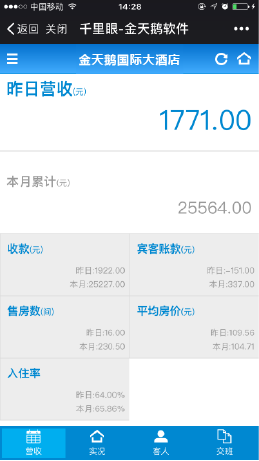 中国移动 14:28
返回 关闭 千里眼-金天鹅软件
金天鹅国际大酒店
昨日营收(元)
1771.00
本月累计(元)
25564.00
收款(元) 宾客账款(元)
昨日:1922.00 昨日:-151.00
本月:25227.00 本月:337.00
售房数(间) 平均房价(元)
昨日:16.00 昨日:109.56
本月:230.50 本月:104.71
入住率
昨日:64.00%
本月:65.86%
营收 实况 客人 交班